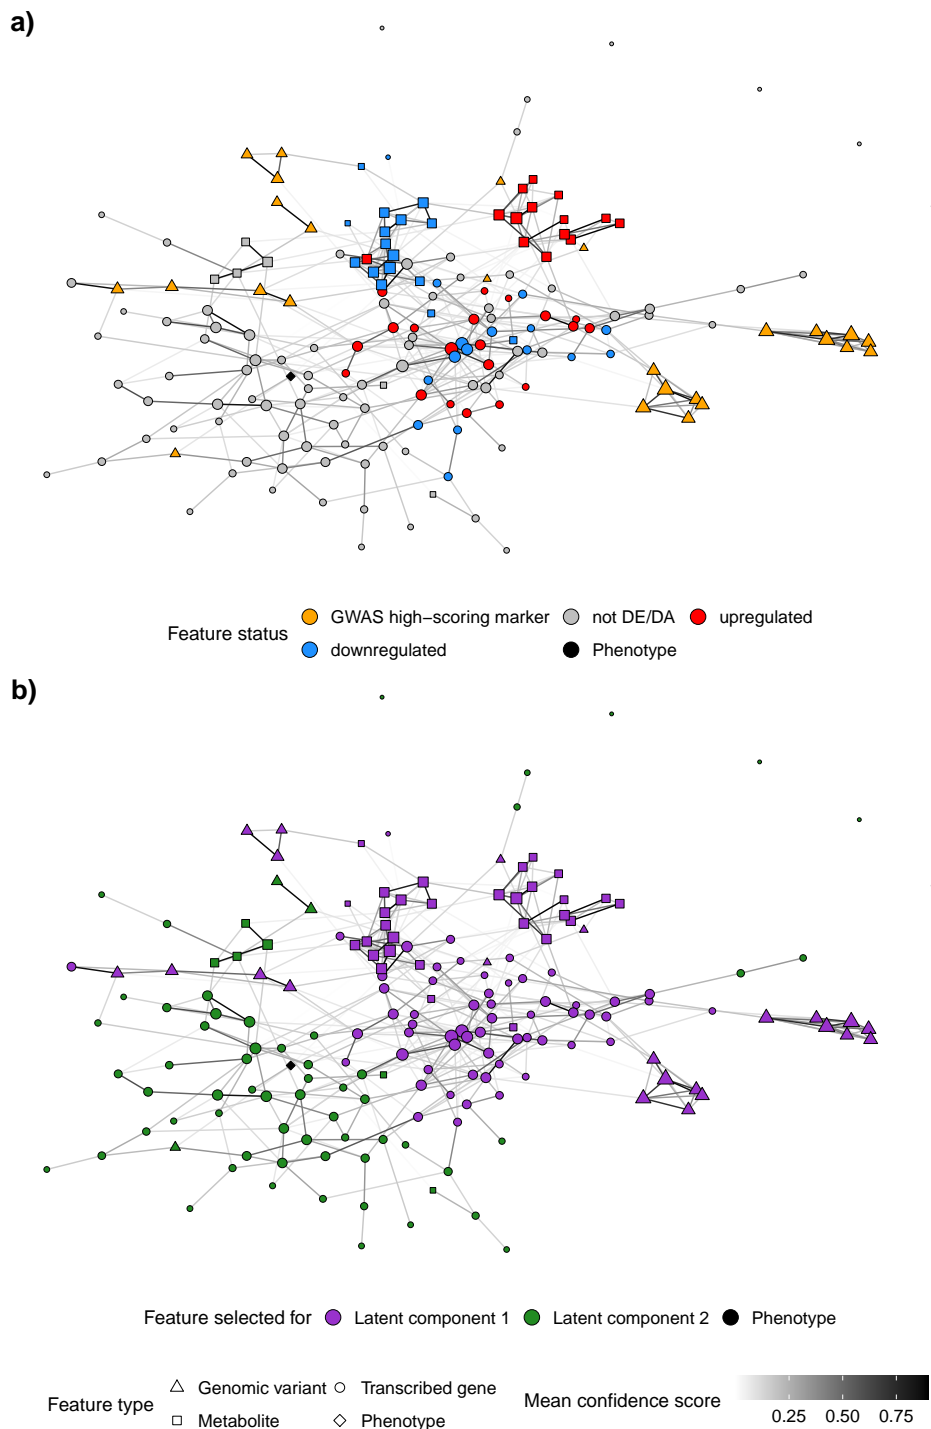 a)
Feature status
GWAS high−scoring marker
not DE/DA
upregulated
downregulated
Phenotype
b)
Feature selected for
Latent component 1
Latent component 2
Phenotype
Feature type
Genomic variant
Transcribed gene
Metabolite
Phenotype
Mean confidence score
0.25 0.50 0.75